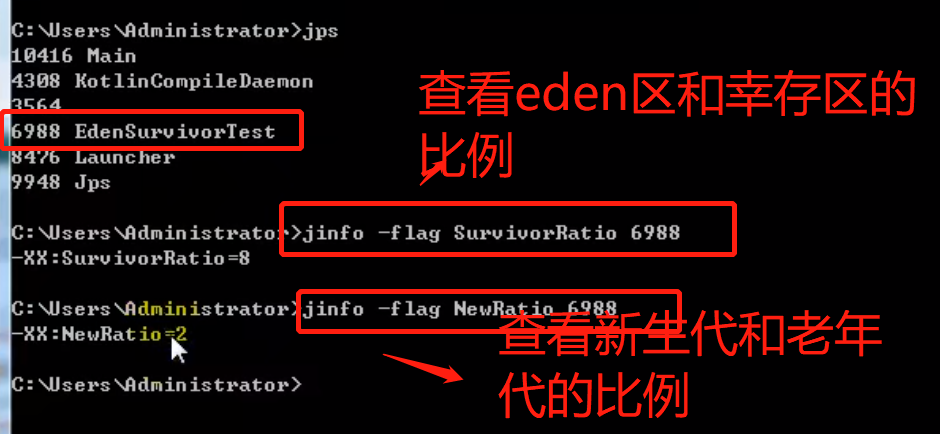 C:\Users\Administrator>jps
10416 Main
4308 KotlinCompileDaemon
3564
6988 EdenSurvivorTest
8476 Launcher
9948 Jps
查看eden区和幸存区的
比例
C:\Users\Administrator>jinfo -flag SurvivorRatio 6988
-XX:SurvivorRatio=8
C:\Users\Administrator>jinfo -flag NewRatio 6988
-XX:NewRatio=2
查看新生代和老年
代的比例
C:\Users\Administrator>